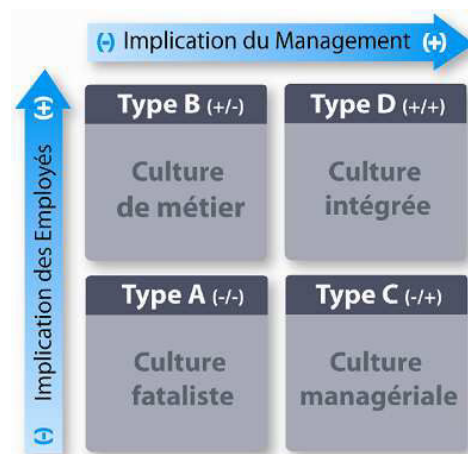 (-) Implication du Management (+)
(-) Implication des Employés (+)
Type B (+/-)
Culture
de métier
Type D (+/+)
Culture
intégrée
Type A (-/-)
Culture
fataliste
Type C (-/+)
Culture
managériale